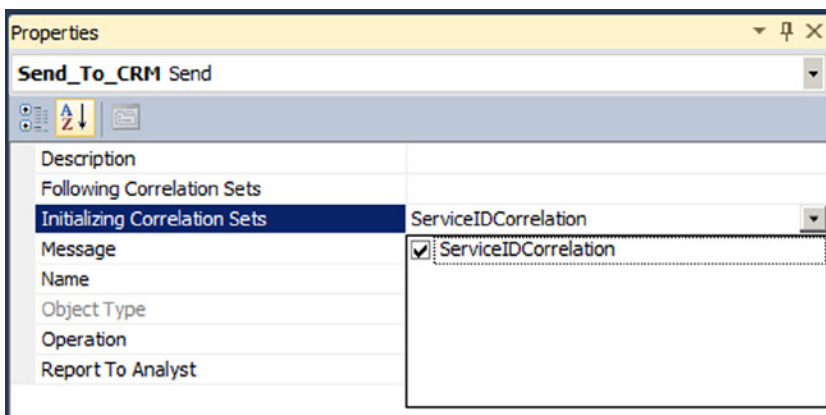 Properties
Send_To_CRM Send
A Z
Description
Following Correlation Sets
Initializing Correlation Sets ServiceIDCorrelation
Message ServiceIDCorrelation
Name
Object Type
Operation
Report To Analyst